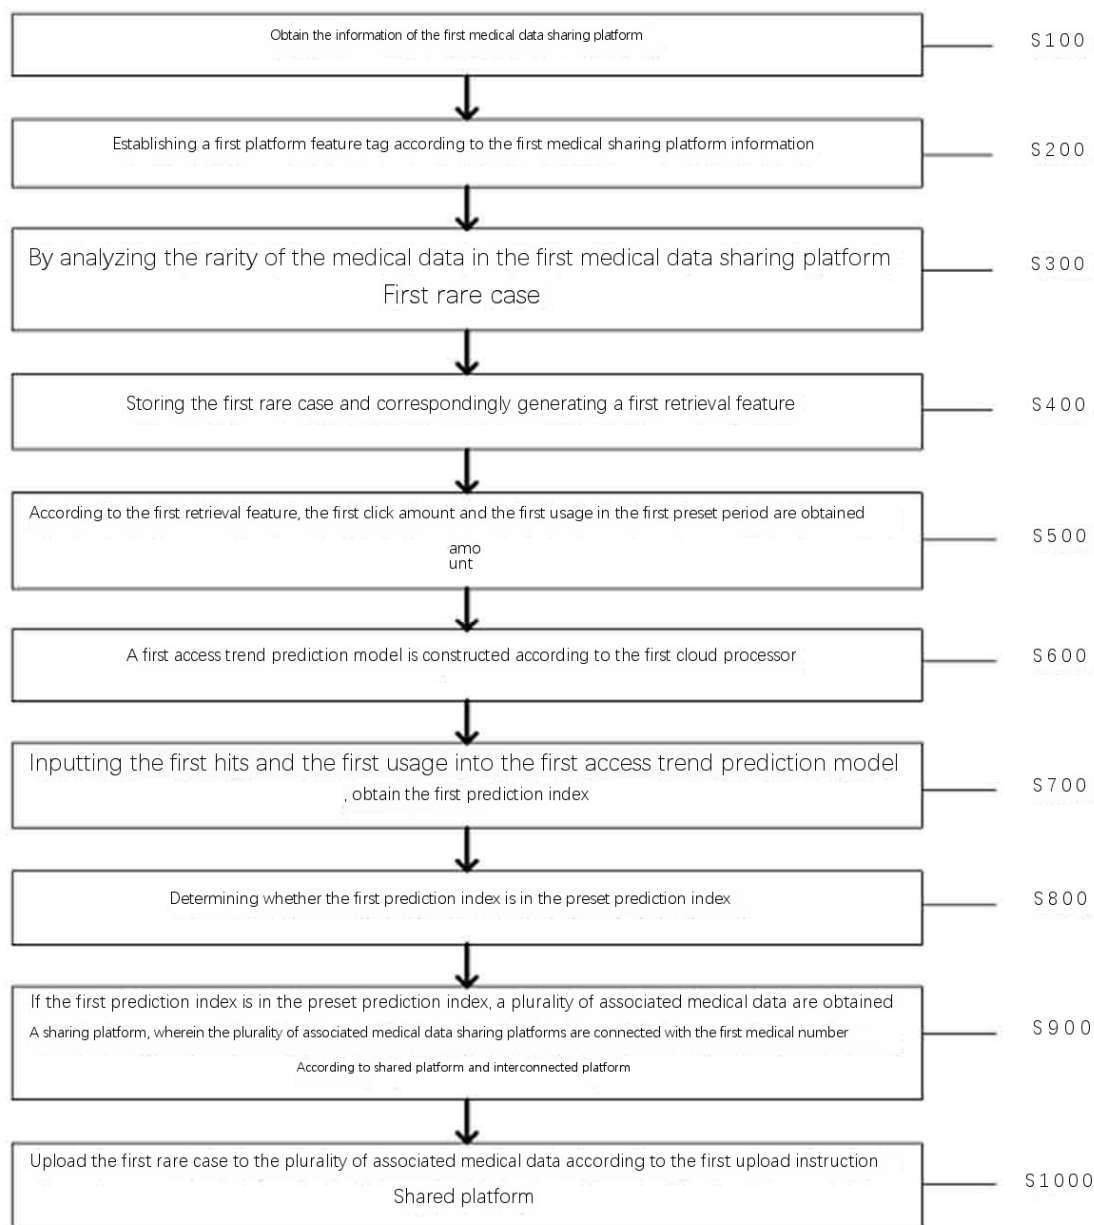 Obtain the information of the first medical data sharing platform
S100
Establishing a first platform feature tag according to the first medical sharing platform information
S200
By analyzing the rarity of the medical data in the first medical data sharing platform
First rare case
S300
Storing the first rare case and correspondingly generating a first retrieval feature
S400
According to the first retrieval feature, the first click amount and the first usage in the first preset period are obtained
amo
unt
S500
A first access trend prediction model is constructed according to the first cloud processor
S600
Inputting the first hits and the first usage into the first access trend prediction model
, obtain the first prediction index
S700
Determining whether the first prediction index is in the preset prediction index
S800
If the first prediction index is in the preset prediction index, a plurality of associated medical data are obtained
A sharing platform, wherein the plurality of associated medical data sharing platforms are connected with the first medical number
According to shared platform and interconnected platform
S900
Upload the first rare case to the plurality of associated medical data according to the first upload instruction
Shared platform
S1000